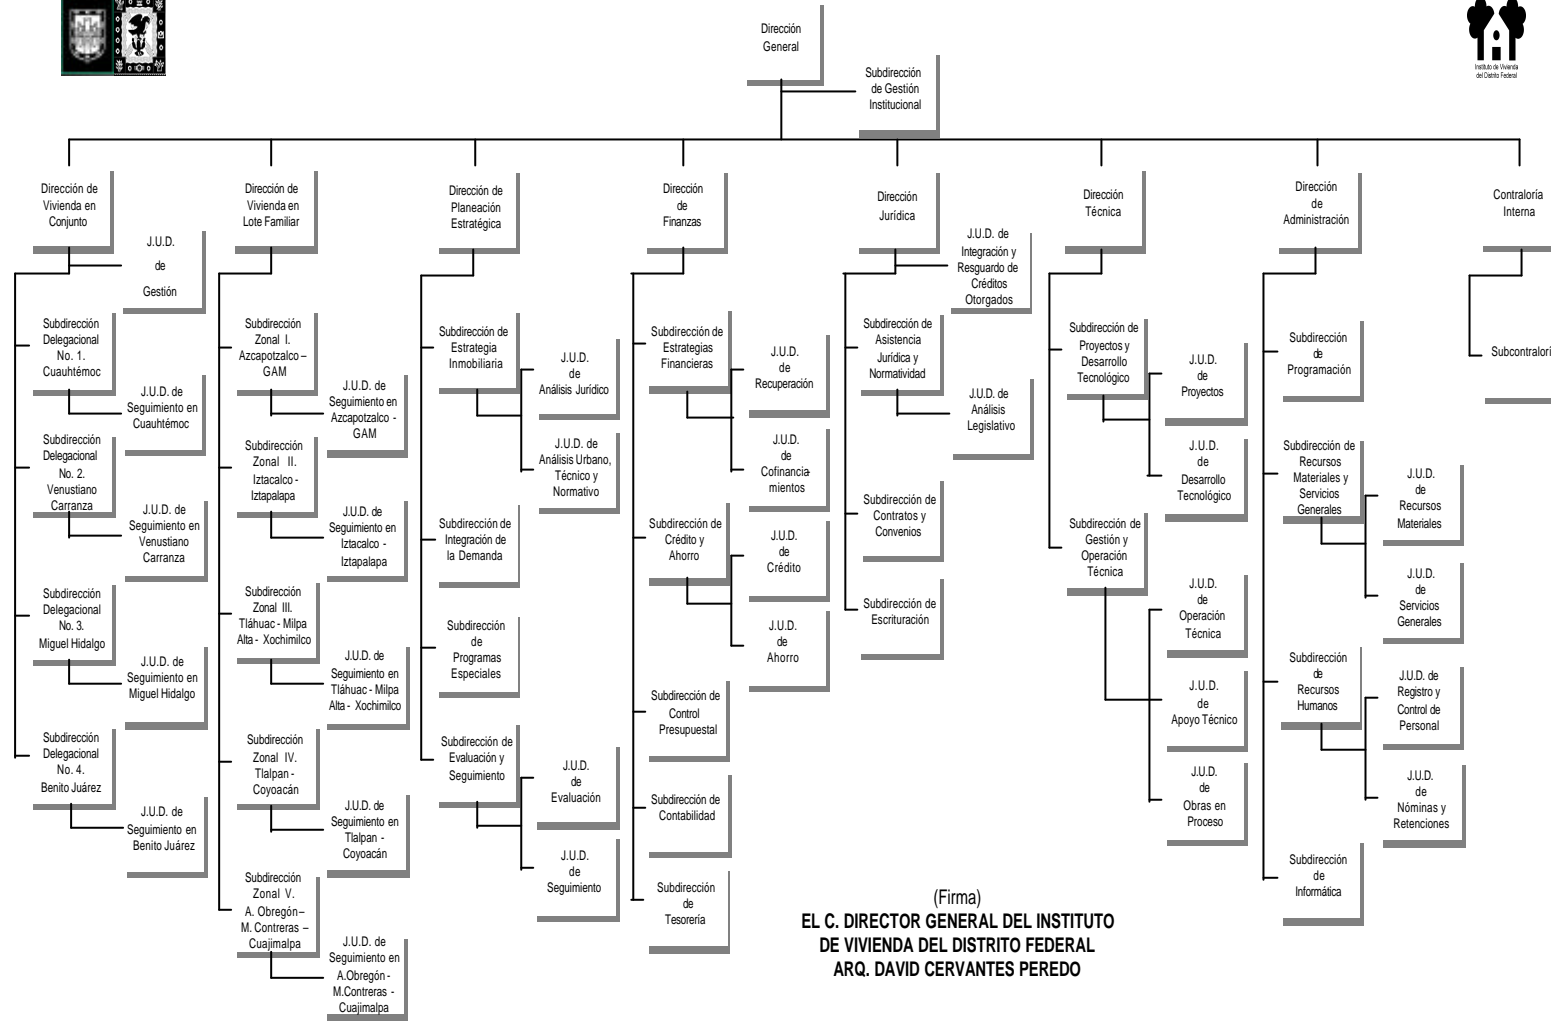 Dirección
General
Subdirección
de Gestión
Institucional
Instituto de Vivienda
del Distrito Federal
Dirección de
Vivienda en
Conjunto
J.U.D.
de
Gestión
Subdirección
Delegacional
No. 1.
Cuauhtémoc
J.U.D. de
Seguimiento en
Cuauhtémoc
Subdirección
Delegacional
No. 2.
Venustiano
Carranza
J.U.D. de
Seguimiento en
Venustiano
Carranza
Subdirección
Delegacional
No. 3.
Miguel Hidalgo
J.U.D. de
Seguimiento en
Miguel Hidalgo
Subdirección
Delegacional
No. 4.
Benito Juárez
J.U.D. de
Seguimiento en
Benito Juárez
Dirección de
Vivienda en
Lote Familiar
Subdirección
Zonal I.
Azcapotzalco –
GAM
J.U.D. de
Seguimiento en
Azcapotzalco -
GAM
Subdirección
Zonal II.
Iztacalco -
Iztapalapa
J.U.D. de
Seguimiento en
Iztacalco -
Iztapalapa
Subdirección
Zonal III.
Tláhuac - Milpa
Alta - Xochimilco
J.U.D. de
Seguimiento en
Tláhuac - Milpa
Alta - Xochimilco
Subdirección
Zonal IV.
Tlalpan -
Coyoacán
J.U.D. de
Seguimiento en
Tlalpan -
Coyoacán
Subdirección
Zonal V.
A. Obregón–
M. Contreras –
Cuajimalpa
J.U.D. de
Seguimiento en
A.Obregón -
M.Contreras -
Cuajimalpa
Dirección de
Planeación
Estratégica
Subdirección de
Estrategia
Inmobiliaria
J.U.D.
de
Análisis Jurídico
J.U.D. de
Análisis Urbano,
Técnico y
Normativo
Subdirección de
Integración de
la Demanda
Subdirección
de
Programas
Especiales
Subdirección de
Evaluación y
Seguimiento
J.U.D.
de
Evaluación
J.U.D.
de
Seguimiento
Dirección
de
Finanzas
Subdirección de
Estrategias
Financieras
J.U.D.
de
Recuperación
J.U.D.
de
Cofinancia-
mientos
Subdirección de
Crédito y
Ahorro
J.U.D.
de
Crédito
J.U.D.
de
Ahorro
Subdirección de
Control
Presupuestal
Subdirección de
Contabilidad
Subdirección
de
Tesorería
Dirección
Jurídica
J.U.D. de
Integración y
Resguardo de
Créditos
Otorgados
Subdirección de
Asistencia
Jurídica y
Normatividad
J.U.D. de
Análisis
Legislativo
Subdirección de
Contratos y
Convenios
Subdirección de
Escrituración
Dirección
Técnica
Subdirección de
Proyectos y
Desarrollo
Tecnológico
J.U.D.
de
Proyectos
J.U.D.
de
Desarrollo
Tecnológico
Subdirección de
Gestión y
Operación
Técnica
J.U.D.
de
Operación
Técnica
J.U.D.
de
Apoyo Técnico
J.U.D.
de
Obras en
Proceso
Dirección
de
Administración
Subdirección
de
Programación
Subdirección de
Recursos
Materiales y
Servicios
Generales
J.U.D.
de
Recursos
Materiales
J.U.D.
de
Servicios
Generales
Subdirección
de
Recursos
Humanos
J.U.D. de
Registro y
Control de
Personal
J.U.D.
de
Nóminas y
Retenciones
Subdirección
de
Informática
Contraloría
Interna
Subcontralorí
(Firma)
EL C. DIRECTOR GENERAL DEL INSTITUTO
DE VIVIENDA DEL DISTRITO FEDERAL
ARQ. DAVID CERVANTES PEREDO